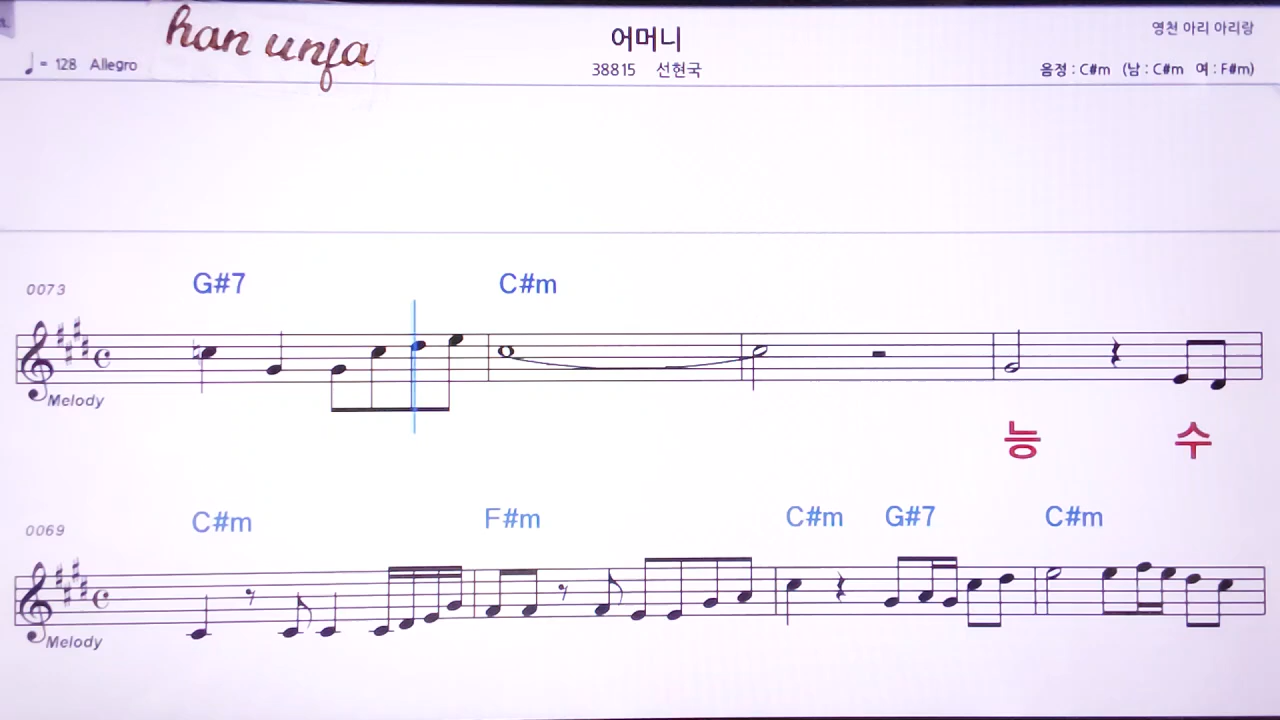 han unfa
어머니
영천 아리 아리랑
♩ = 128 Allegro
38815 선현국
음정 : C#m (남 : C#m 여 : F#m)
G#7 C#m
0073
Melody
능 수
C#m F#m C#m G#7 C#m
0069
Melody